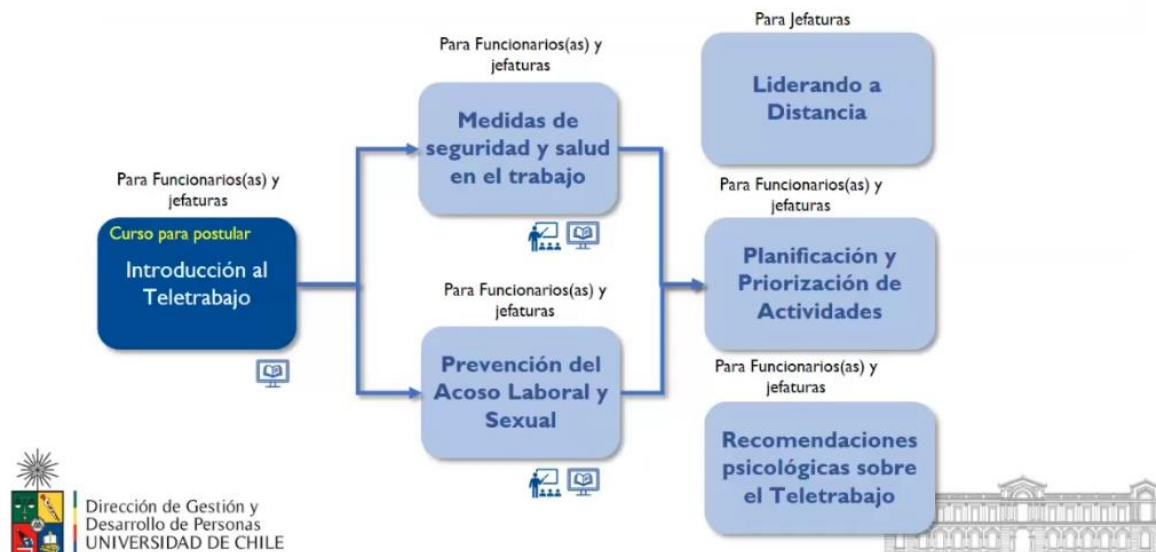 Para Funcionarios(as) y
jefaturas
Curso para postular
Introducción al
Teletrabajo
Para Funcionarios(as) y
jefaturas
Medidas de
seguridad y salud
en el trabajo
Para Funcionarios(as) y
jefaturas
Prevención del
Acoso Laboral y
Sexual
Para Jefaturas
Liderando a
Distancia
Para Funcionarios(as) y
jefaturas
Planificación y
Priorización de
Actividades
Para Funcionarios(as) y
jefaturas
Recomendaciones
psicológicas sobre
el Teletrabajo
Dirección de Gestión y
Desarrollo de Personas
UNIVERSIDAD DE CHILE